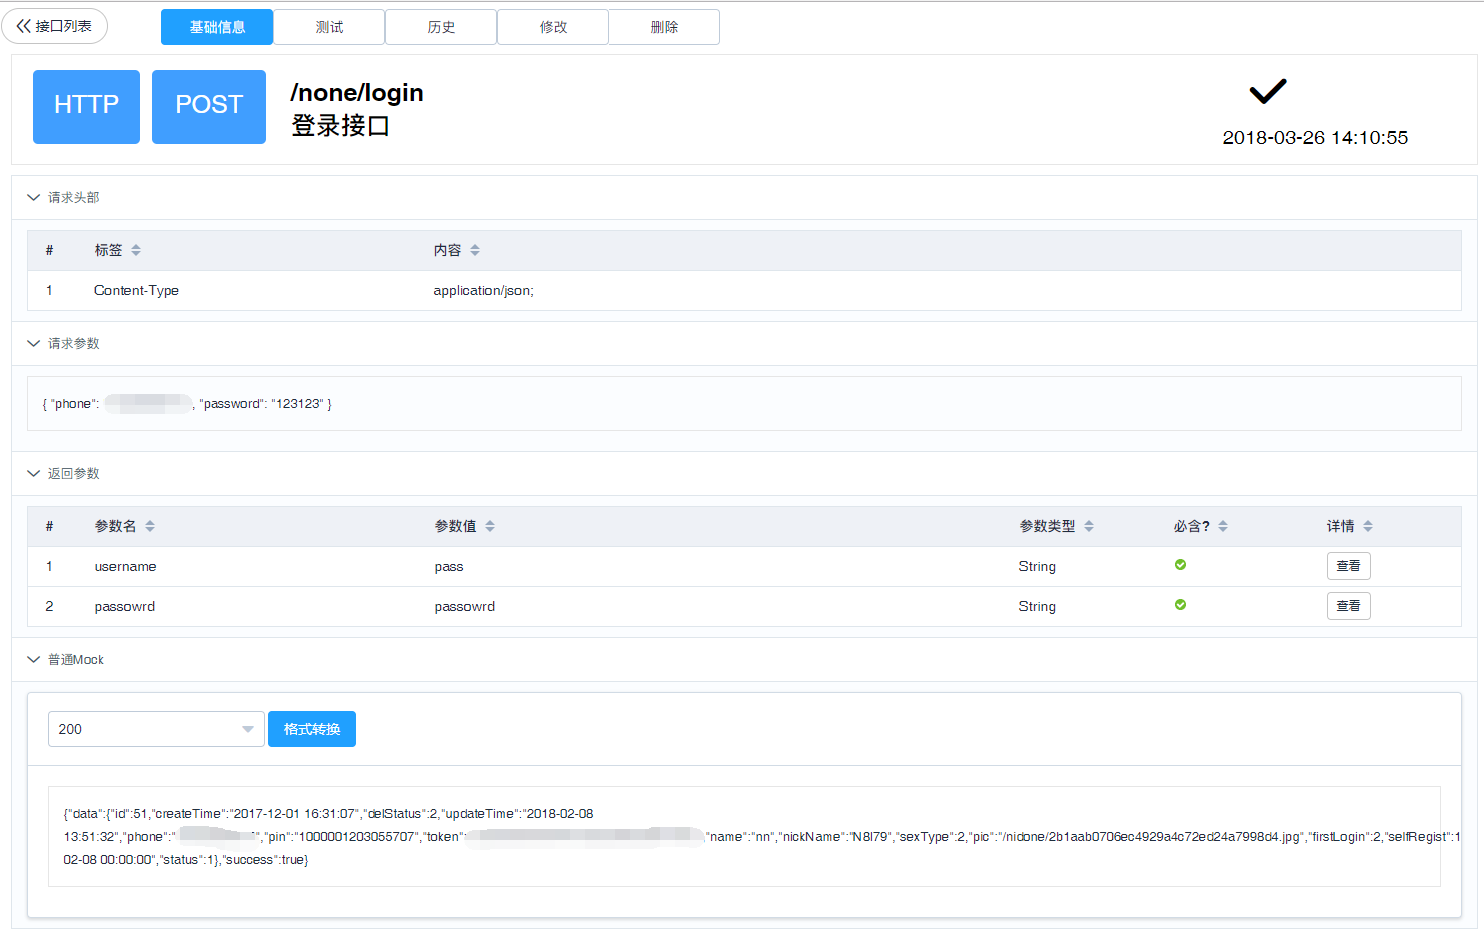 接口列表 基础信息 测试 历史 修改 删除
HTTP POST /none/login
登录接口
2018-03-26 14:10:55
请求头部
# 标签 内容
1 Content-Type application/json;
请求参数
{ "phone": , "password": "123123" }
返回参数
# 参数名 参数值 参数类型 必含? 详情
1 username pass String 查看
2 passowrd passowrd String 查看
普通Mock
200 格式转换
{"data":{"id":51,"createTime":"2017-12-01 16:31:07","delStatus":2,"updateTime":"2018-02-08
13:51:32","phone":" ","pin":"1000001203055707","token": ,"name":"nn","nickName":"N8I79","sexType":2,"pic":"/nidone/2b1aab0706ec4929a4c72ed24a7998d4.jpg","firstLogin":2,"selfRegist":1
02-08 00:00:00","status":1},"success":true}